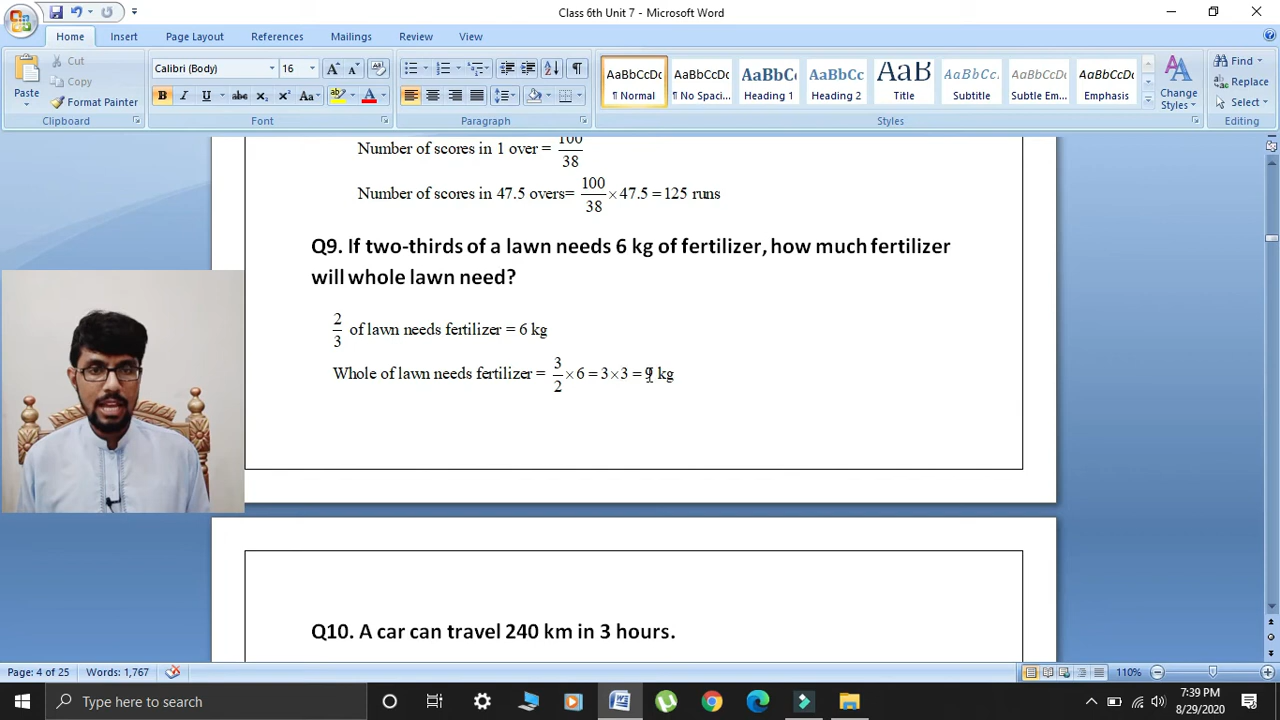 Class 6th Unit 7 - Microsoft Word
Home Insert Page Layout References Mailings Review View
Paste
Cut
Copy
Format Painter
Clipboard
Calibri (Body) 16
B I U abc X₂ X² Aa
Font
Paragraph
AaBbCcDc AaBbCcDc AaBbCc AaBbCc AaB AaBbCc. AaBbCcDc AaBbCcDc
¶ Normal ¶ No Spaci... Heading 1 Heading 2 Title Subtitle Subtle Em... Emphasis
Change Styles
Styles
Find
Replace
Select
Editing
Number of scores in 1 over = 100/38
Number of scores in 47.5 overs= 100/38 × 47.5 = 125 runs
Q9. If two-thirds of a lawn needs 6 kg of fertilizer, how much fertilizer
will whole lawn need?
2/3 of lawn needs fertilizer = 6 kg
Whole of lawn needs fertilizer = 3/2 × 6 = 3 × 3 = 9 kg
Q10. A car can travel 240 km in 3 hours.
Page: 4 of 25 Words: 1,767 110%
Type here to search
7:39 PM
8/29/2020